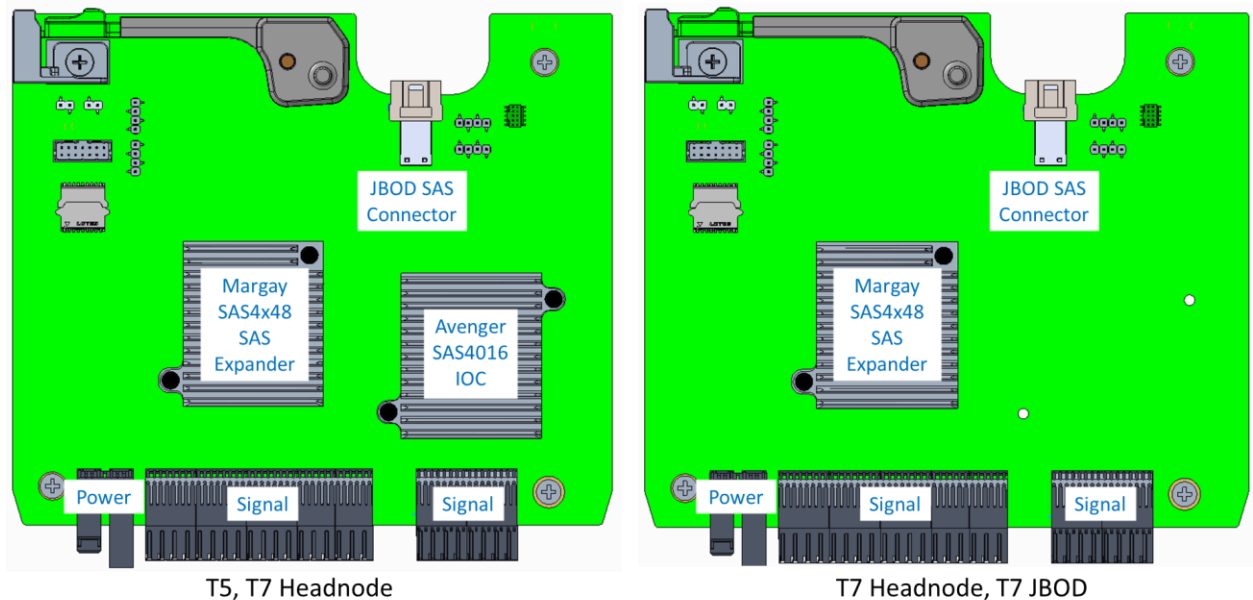 JBOD SAS
Connector
Margay
SAS4x48
SAS
Expander
Avenger
SAS4016
IOC
Power
Signal
Signal
T5, T7 Headnode
JBOD SAS
Connector
Margay
SAS4x48
SAS
Expander
Power
Signal
Signal
T7 Headnode, T7 JBOD